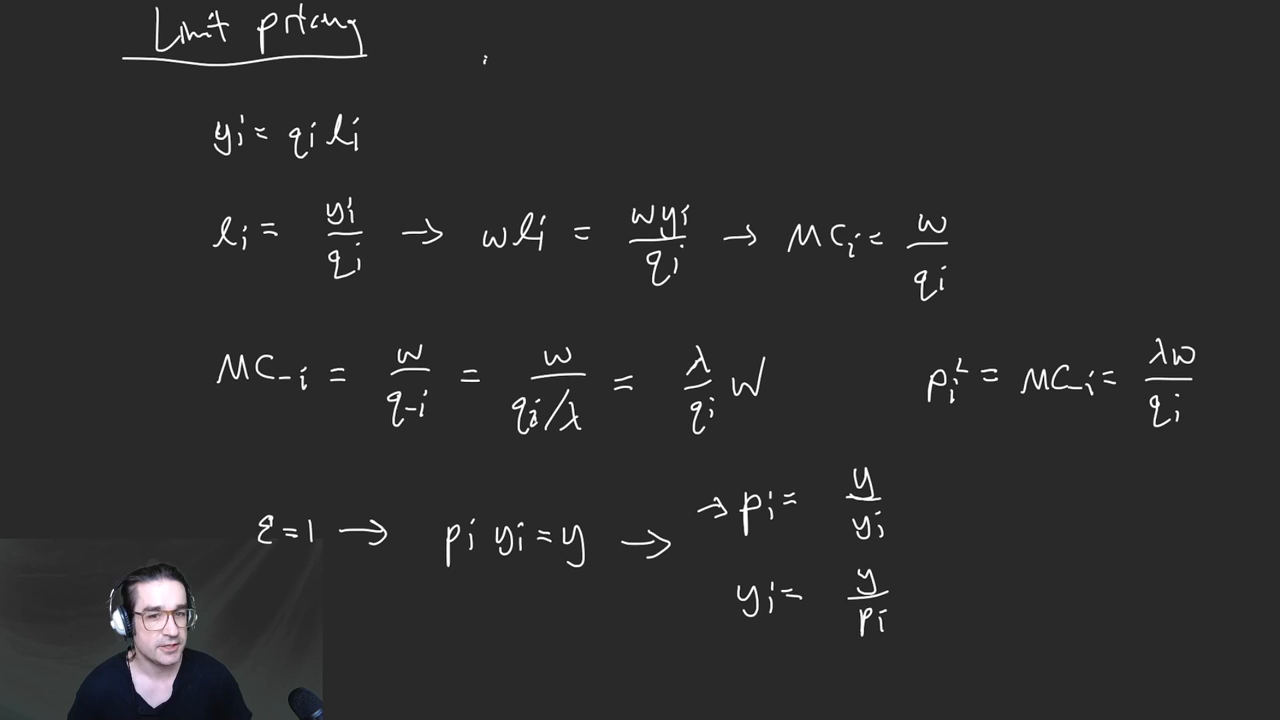 Limit pricing
yi = qi li
li = yi/qi → wli = wyi/qi → MCi = w/qi
MC-i = w/q-i = w/(qi/λ) = λ/qi w    pi^L = MC-i = λw/qi
ε=1 → pi yi = y → → pi = y/yi
yi = y/pi